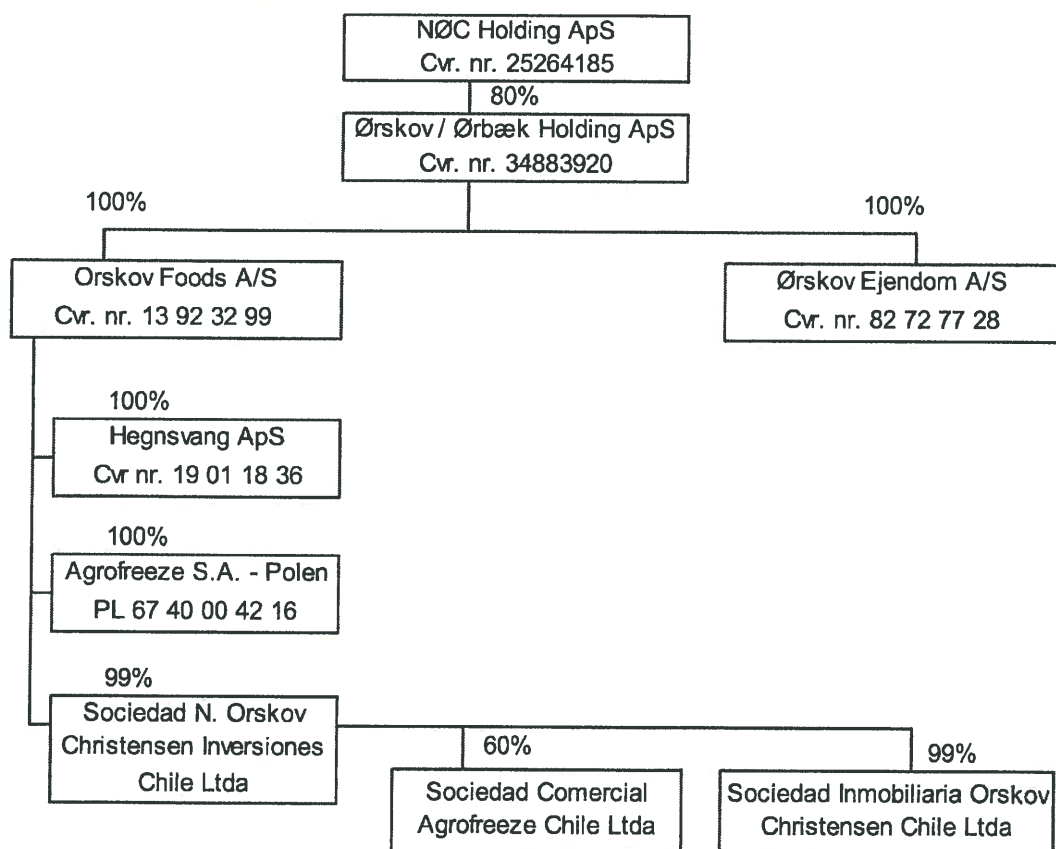 NØC Holding ApS
Cvr. nr. 25264185
80%
Ørskov / Ørbæk Holding ApS
Cvr. nr. 34883920
100%
100%
Orskov Foods A/S
Cvr. nr. 13 92 32 99
Ørskov Ejendom A/S
Cvr. nr. 82 72 77 28
100%
Hegnsvang ApS
Cvr nr. 19 01 18 36
100%
Agrofreeze S.A. - Polen
PL 67 40 00 42 16
99%
Sociedad N. Orskov
Christensen Inversiones
Chile Ltda
60%
Sociedad Comercial
Agrofreeze Chile Ltda
99%
Sociedad Inmobiliaria Orskov
Christensen Chile Ltda